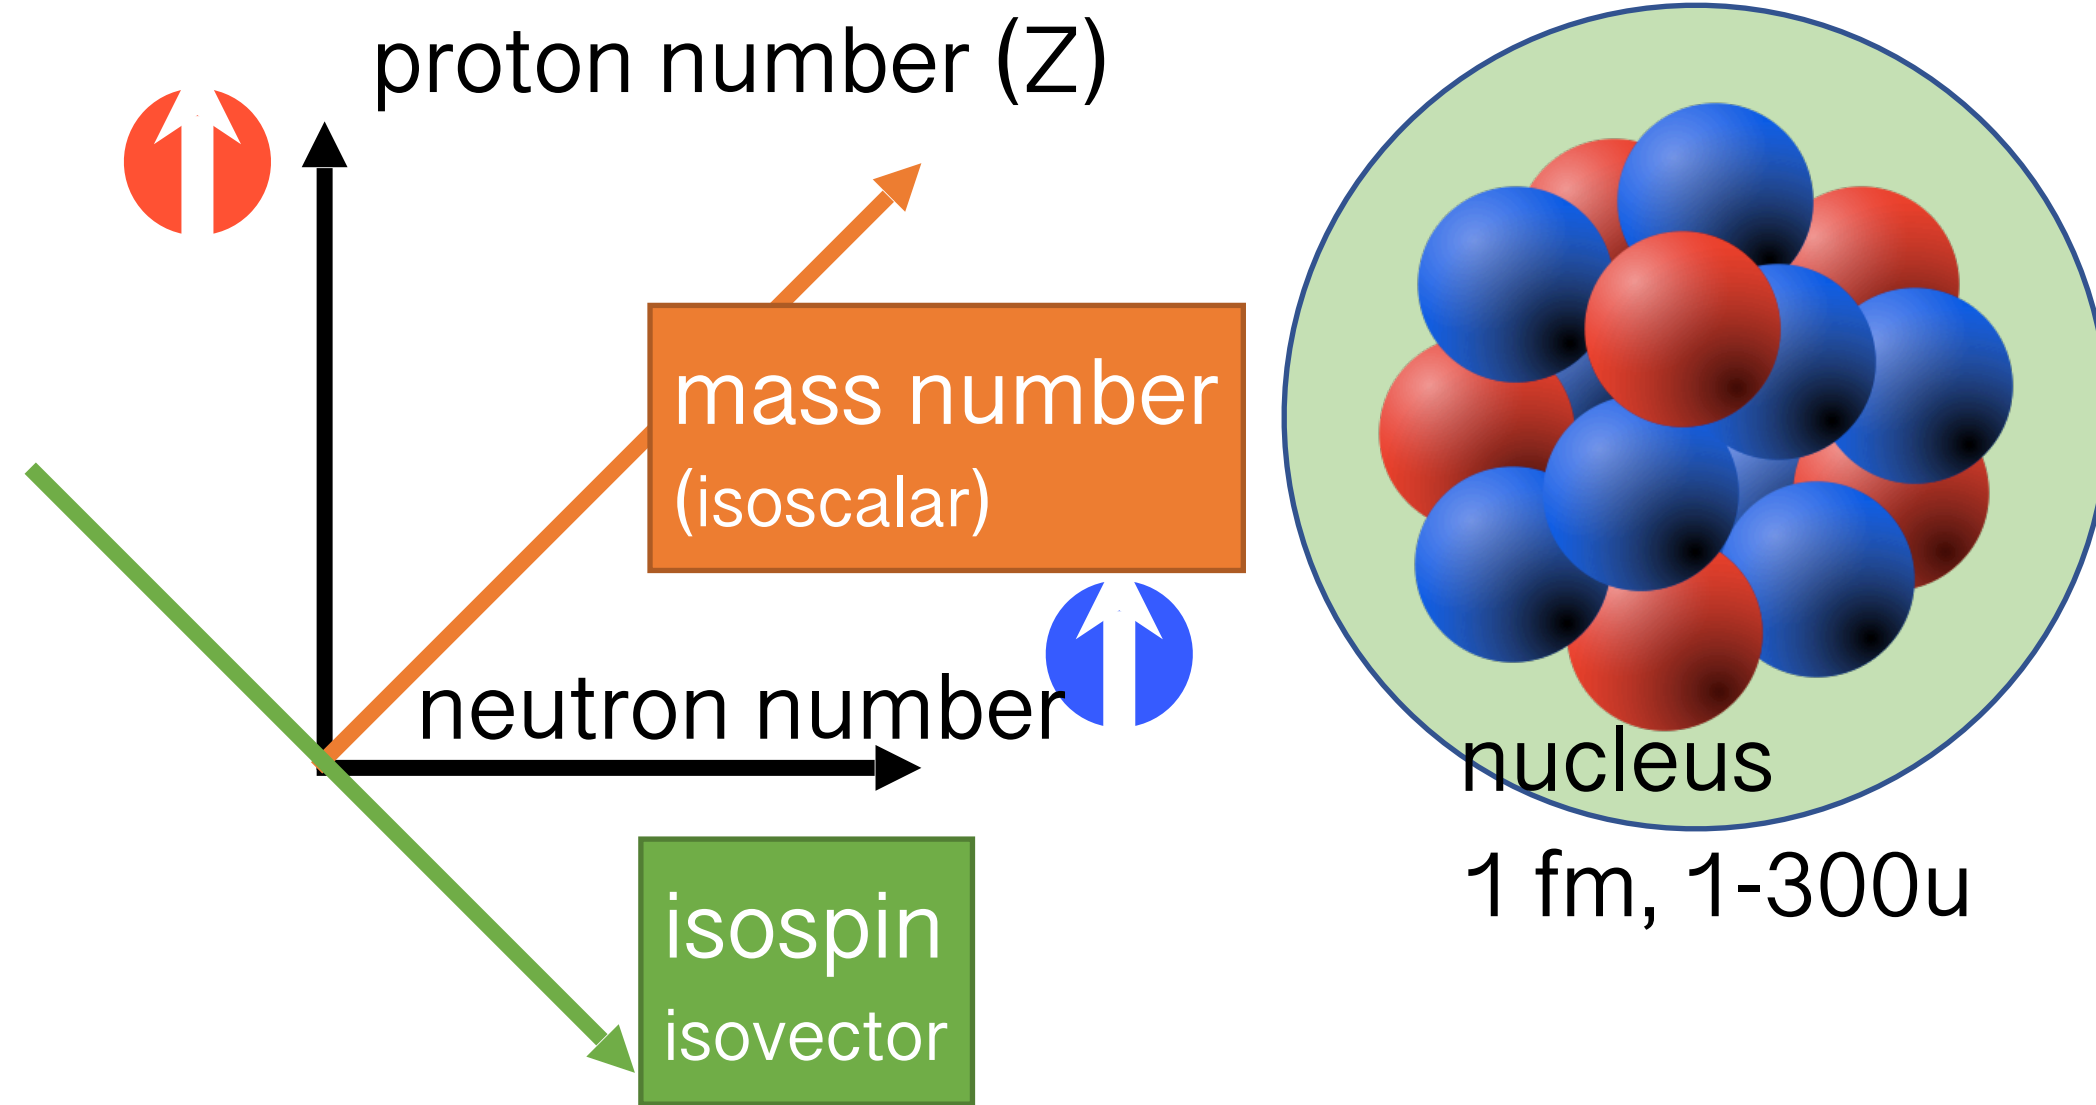 proton number (Z)
mass number
(isoscalar)
neutron number
nucleus
1 fm, 1-300u
isospin
isovector